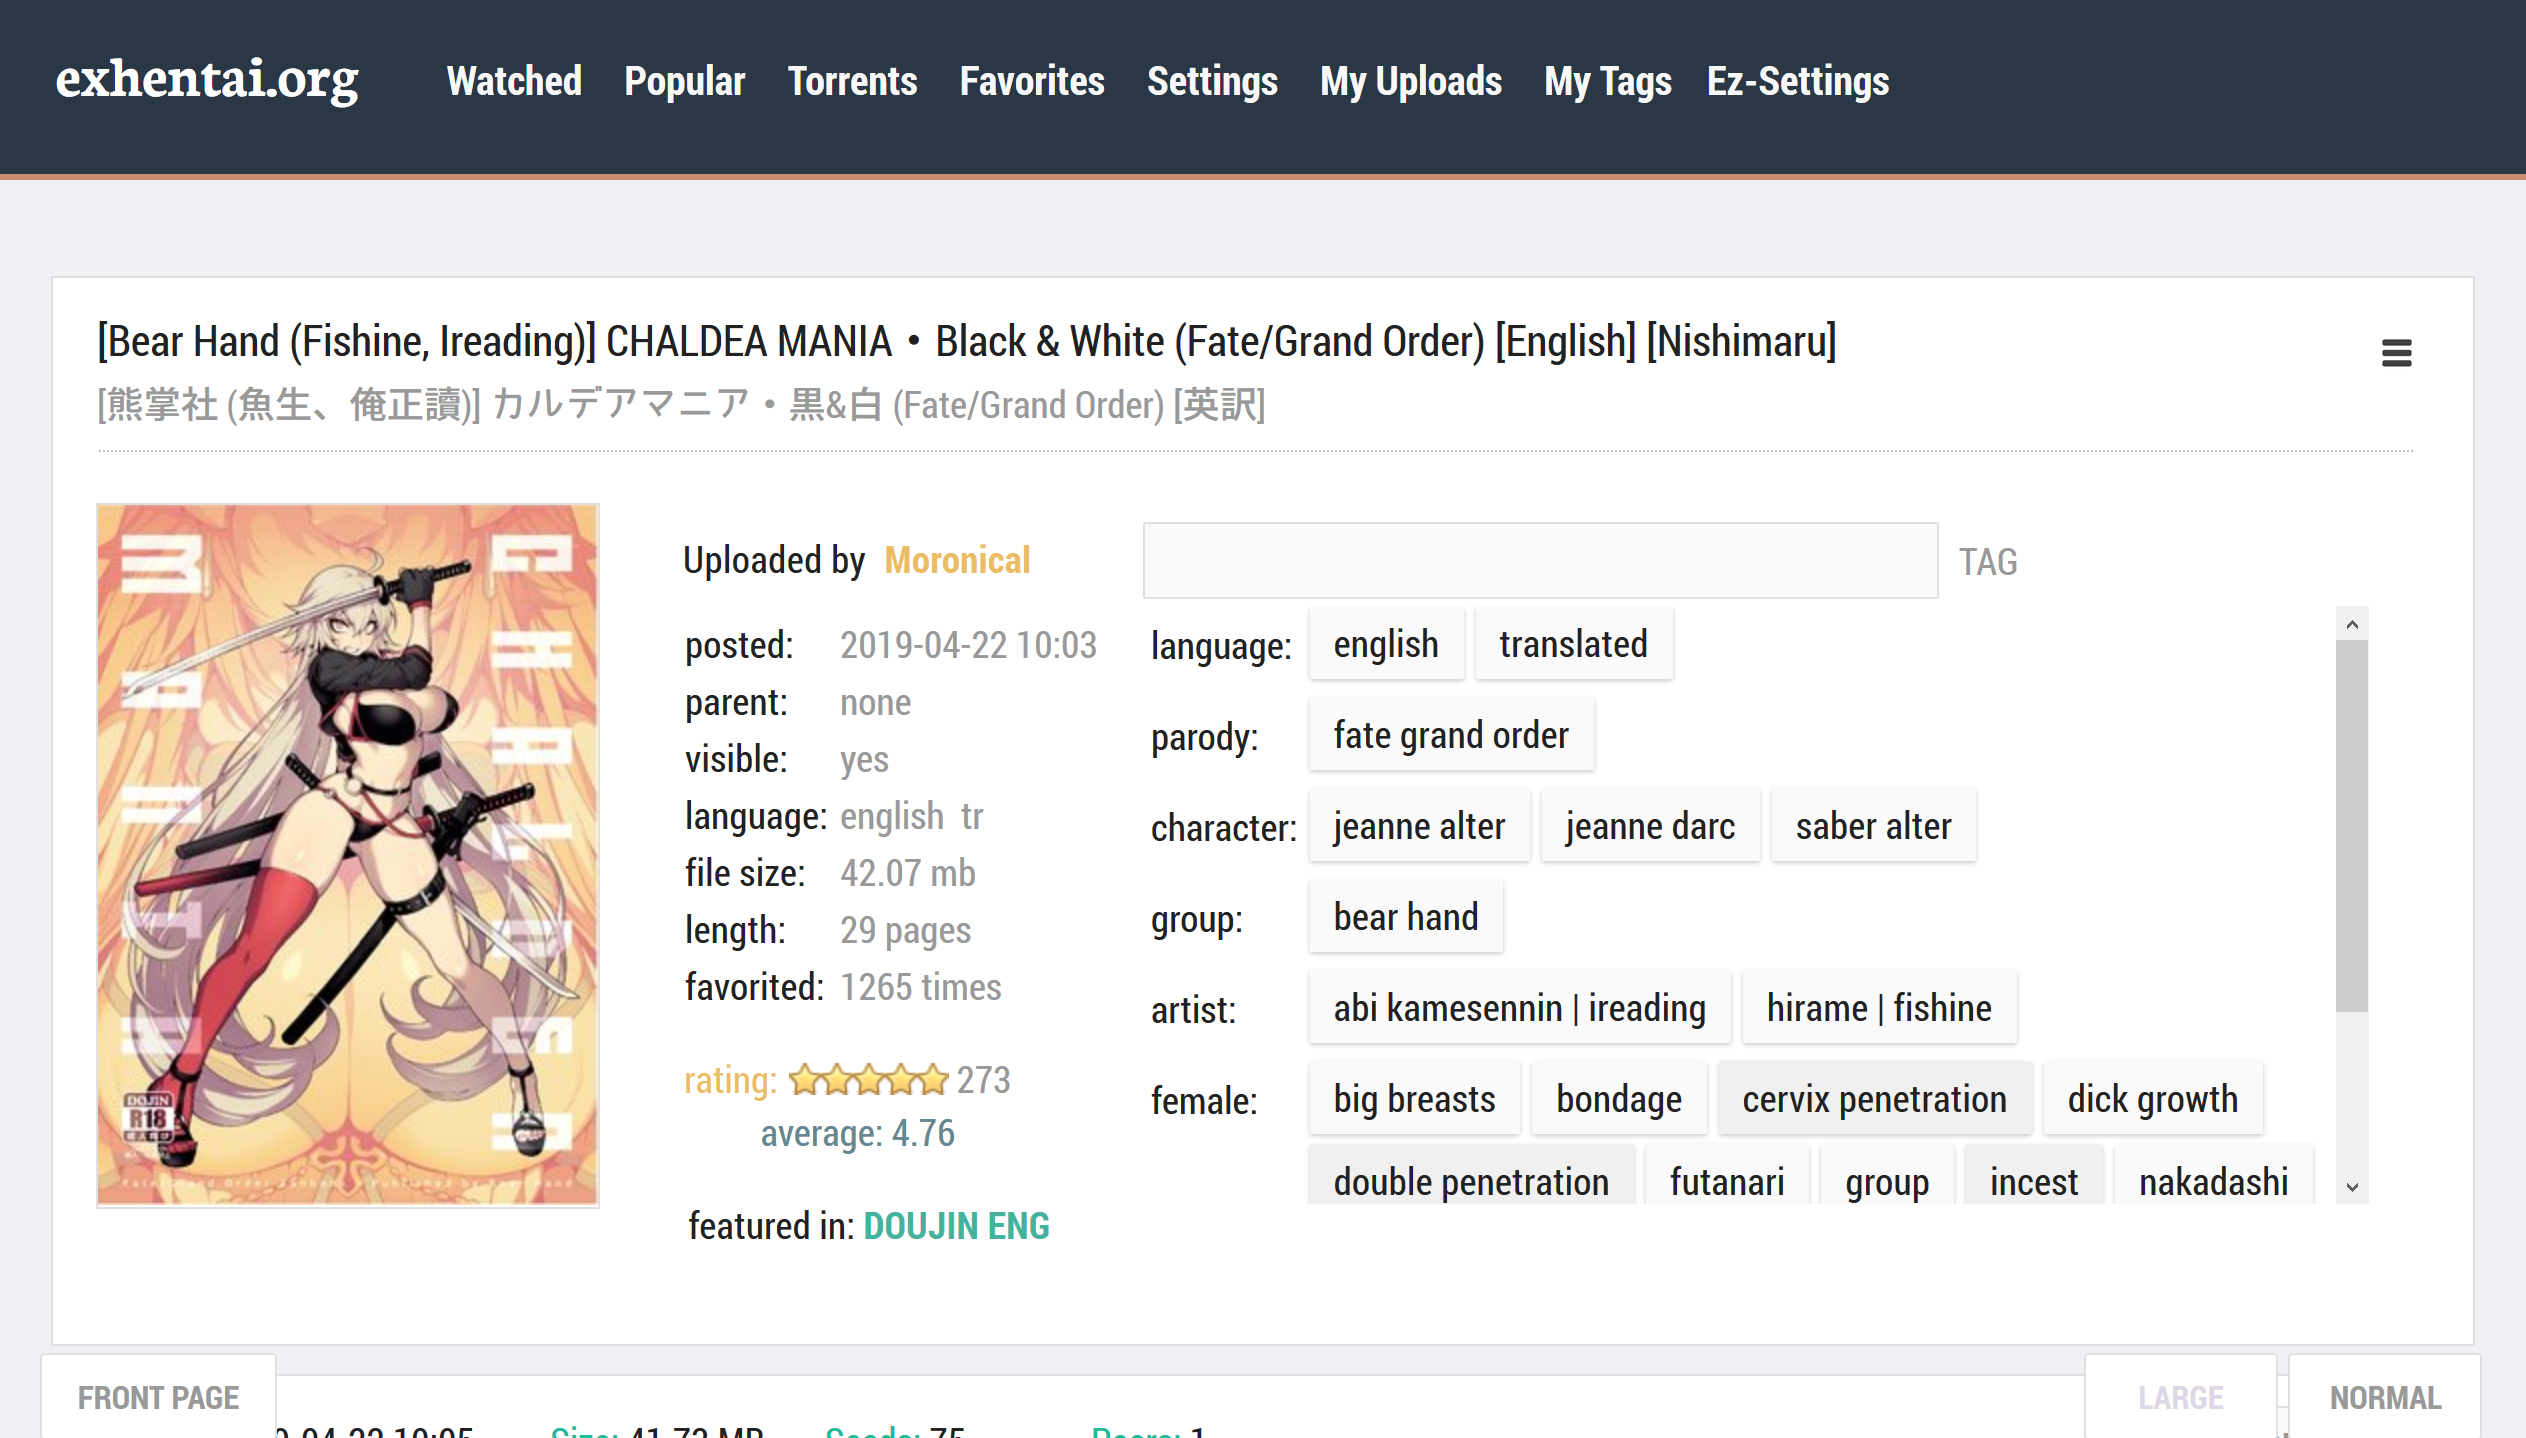 exhentai.org Watched Popular Torrents Favorites Settings My Uploads My Tags Ez-Settings
[Bear Hand (Fishine, Ireading)] CHALDEA MANIA・Black & White (Fate/Grand Order) [English] [Nishimaru]
[熊掌社 (魚生、俺正讀)] カルデアマニア・黒&白 (Fate/Grand Order) [英訳]
CHALDEA
MANIA
DOJIN
R18
Uploaded by Moronical
posted: 2019-04-22 10:03
parent: none
visible: yes
language: english tr
file size: 42.07 mb
length: 29 pages
favorited: 1265 times
rating: 273
average: 4.76
featured in: DOUJIN ENG
TAG
language: english translated
parody: fate grand order
character: jeanne alter jeanne darc saber alter
group: bear hand
artist: abi kamesennin | ireading hirame | fishine
female: big breasts bondage cervix penetration dick growth
double penetration futanari group incest nakadashi
FRONT PAGE LARGE NORMAL
Size: 41.72 MB Seeds: 75 Peers: 1